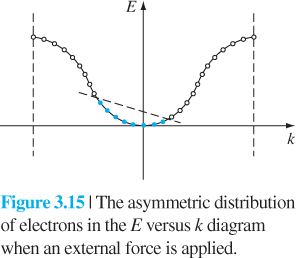 E
k
Figure 3.15 | The asymmetric distribution
of electrons in the E versus k diagram
when an external force is applied.